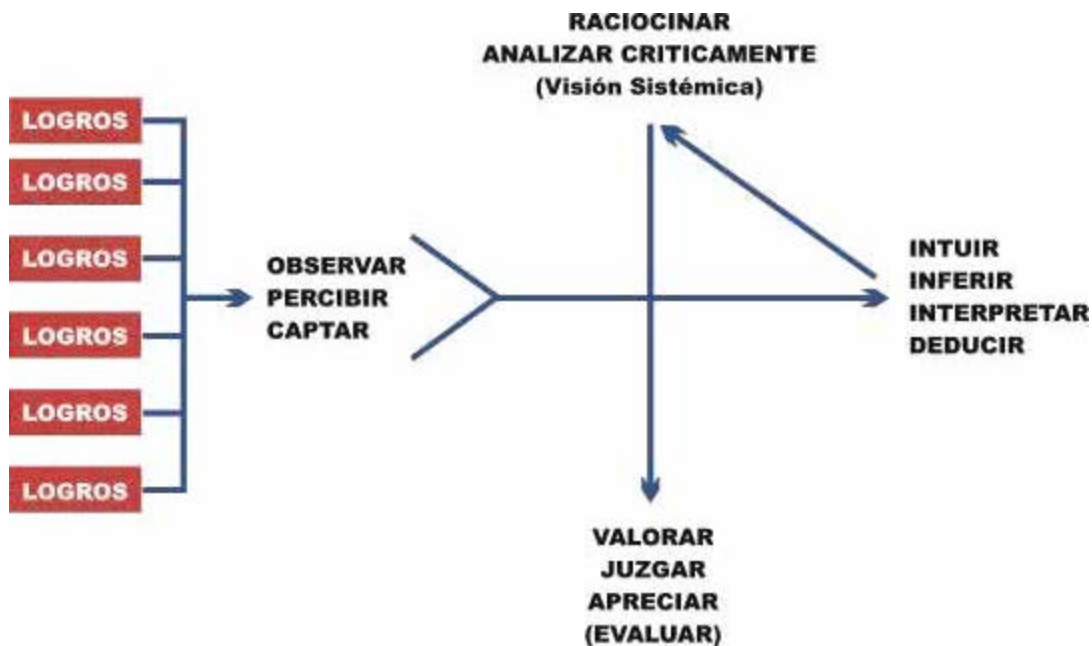 RACIOCINAR
ANALIZAR CRITICAMENTE
(Visión Sistémica)
LOGROS
LOGROS
LOGROS
LOGROS
LOGROS
LOGROS
OBSERVAR
PERCIBIR
CAPTAR
INTUIR
INFERIR
INTERPRETAR
DEDUCIR
VALORAR
JUZGAR
APRECIAR
(EVALUAR)